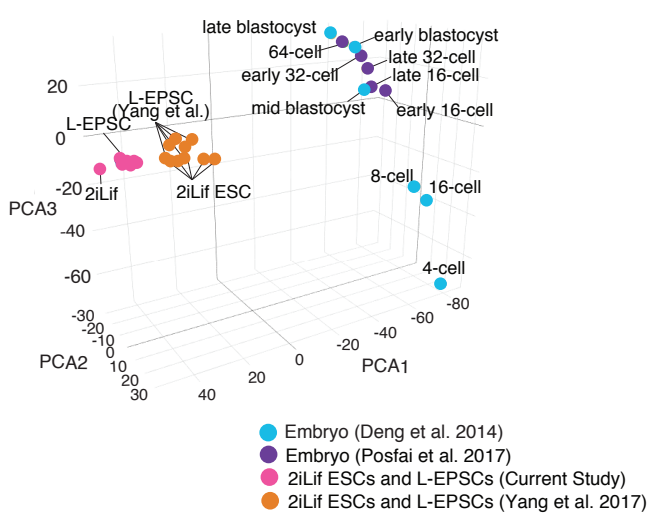 late blastocyst
early blastocyst
64-cell
late 32-cell
early 32-cell
late 16-cell
mid blastocyst
early 16-cell
20
L-EPSC
(Yang et al.)
L-EPSC
0
8-cell
16-cell
-20
2iLif
2iLif ESC
PCA3
-40
4-cell
-60
-80
-30
-60
-20
-40
-10
-20
0
0
PCA2
PCA1
10
20
20
40
30
Embryo (Deng et al. 2014)
Embryo (Posfai et al. 2017)
2iLif ESCs and L-EPSCs (Current Study)
2iLif ESCs and L-EPSCs (Yang et al. 2017)